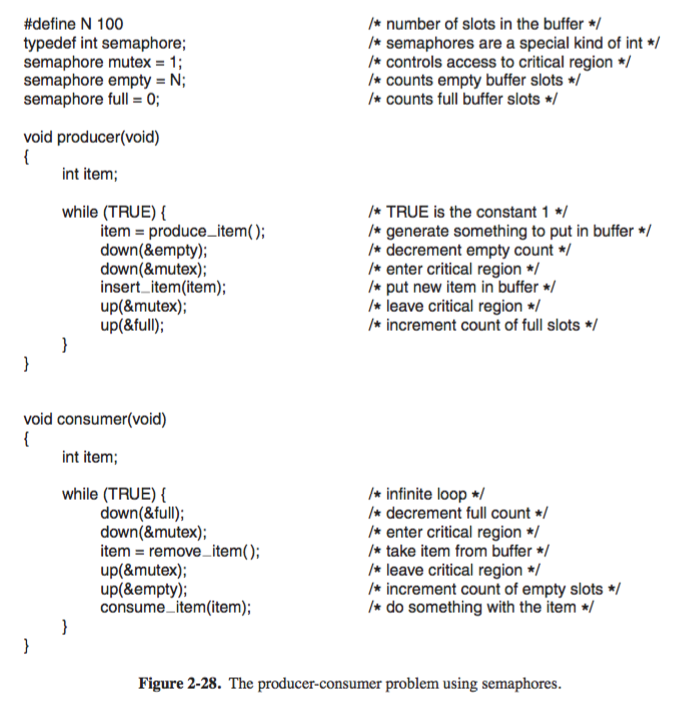 #define N 100 /* number of slots in the buffer */
typedef int semaphore; /* semaphores are a special kind of int */
semaphore mutex = 1; /* controls access to critical region */
semaphore empty = N; /* counts empty buffer slots */
semaphore full = 0; /* counts full buffer slots */
void producer(void)
{
int item;
while (TRUE) { /* TRUE is the constant 1 */
item = produce_item( ); /* generate something to put in buffer */
down(&empty); /* decrement empty count */
down(&mutex); /* enter critical region */
insert_item(item); /* put new item in buffer */
up(&mutex); /* leave critical region */
up(&full); /* increment count of full slots */
}
}
void consumer(void)
{
int item;
while (TRUE) { /* infinite loop */
down(&full); /* decrement full count */
down(&mutex); /* enter critical region */
item = remove_item( ); /* take item from buffer */
up(&mutex); /* leave critical region */
up(&empty); /* increment count of empty slots */
consume_item(item); /* do something with the item */
}
}
Figure 2-28. The producer-consumer problem using semaphores.